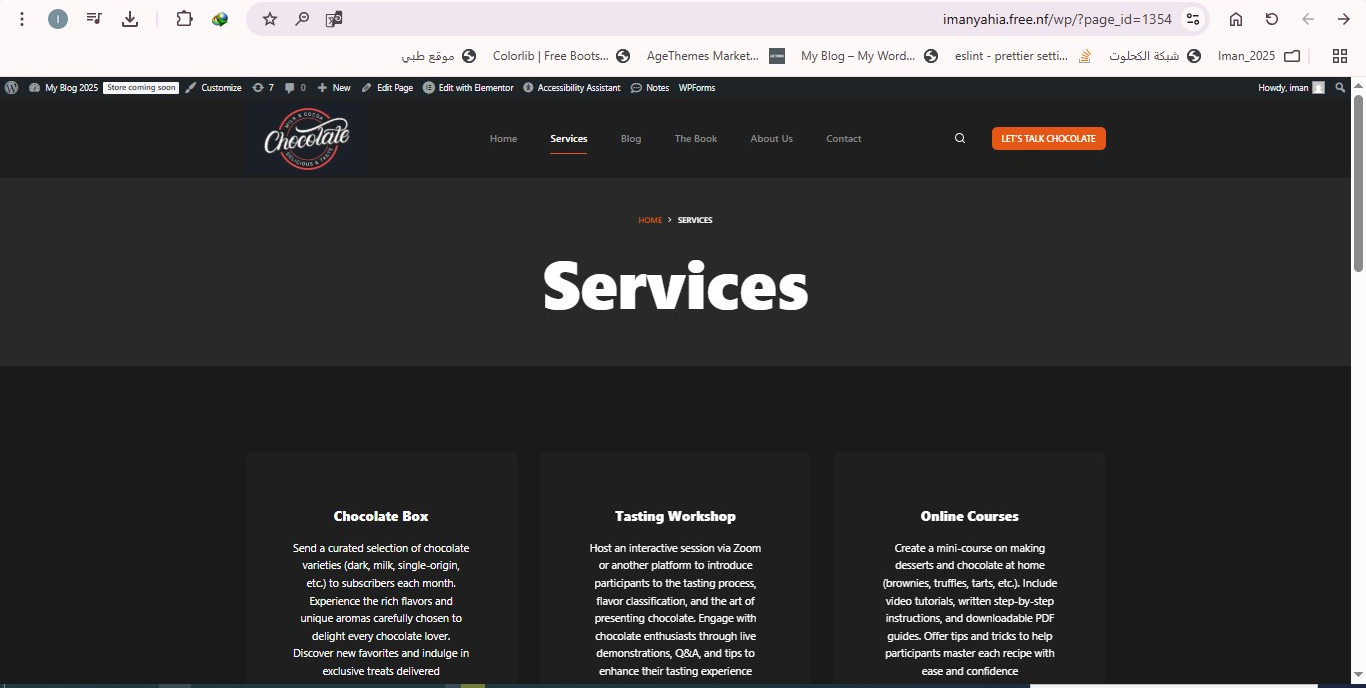 I
imanyahia.free.nf/wp/?page_id=1354
موقع طبي
Colorlib | Free Boots...
AgeThemes Market...
My Blog – My Word...
eslint - prettier setti...
شبكة الكحلوت
Iman_2025
My Blog 2025 Store coming soon Customize 7 0 New Edit Page Edit with Elementor Accessibility Assistant Notes WPForms Howdy, iman
MILK & COCOA
Chocolate
DELICIOUS & TASTE
Home Services Blog The Book About Us Contact
LET'S TALK CHOCOLATE
HOME > SERVICES
Services
Chocolate Box
Send a curated selection of chocolate
varieties (dark, milk, single-origin,
etc.) to subscribers each month.
Experience the rich flavors and
unique aromas carefully chosen to
delight every chocolate lover.
Discover new favorites and indulge in
exclusive treats delivered
Tasting Workshop
Host an interactive session via Zoom
or another platform to introduce
participants to the tasting process,
flavor classification, and the art of
presenting chocolate. Engage with
chocolate enthusiasts through live
demonstrations, Q&A, and tips to
enhance their tasting experience
Online Courses
Create a mini-course on making
desserts and chocolate at home
(brownies, truffles, tarts, etc.). Include
video tutorials, written step-by-step
instructions, and downloadable PDF
guides. Offer tips and tricks to help
participants master each recipe with
ease and confidence